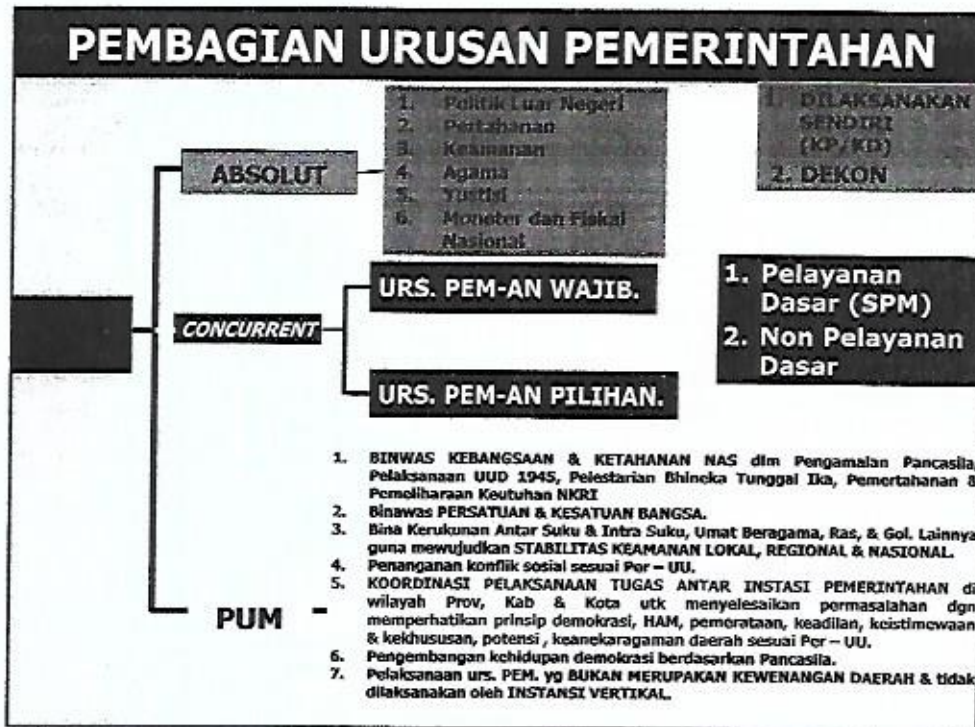 PEMBAGIAN URUSAN PEMERINTAHAN
1. Politik Luar Negeri
2. Pertahanan
3. Keamanan
4. Agama
5. Yustisi
6. Moneter dan Fiskal
Nasional
1. DILAKSANAKAN
SENDIRI
(KP/KD)
2. DEKON
ABSOLUT
CONCURRENT
URS. PEM-AN WAJIB.
URS. PEM-AN PILIHAN.
1. Pelayanan
Dasar (SPM)
2. Non Pelayanan
Dasar
PUM
1. BINWAS KEBANGSAAN & KETAHANAN NAS dlm Pengamalan Pancasila,
Pelaksanaan UUD 1945, Pelestarian Bhineka Tunggal Ika, Pemertahanan &
Pemeliharaan Keutuhan NKRI
2. Binawas PERSATUAN & KESATUAN BANGSA.
3. Bina Kerukunan Antar Suku & Intra Suku, Umat Beragama, Ras, & Gol. Lainnya
guna mewujudkan STABILITAS KEAMANAN LOKAL, REGIONAL & NASIONAL.
4. Penanganan konflik sosial sesuai Per – UU.
5. KOORDINASI PELAKSANAAN TUGAS ANTAR INSTASI PEMERINTAHAN di
wilayah Prov, Kab & Kota utk menyelesaikan permasalahan dgn
memperhatikan prinsip demokrasi, HAM, pemerataan, keadilan, keistimewaan
& kekhususan, potensi , keanekaragaman daerah sesuai Per – UU.
6. Pengembangan kehidupan demokrasi berdasarkan Pancasila.
7. Pelaksanaan urs. PEM. yg BUKAN MERUPAKAN KEWENANGAN DAERAH & tidak
dilaksanakan oleh INSTANSI VERTIKAL.